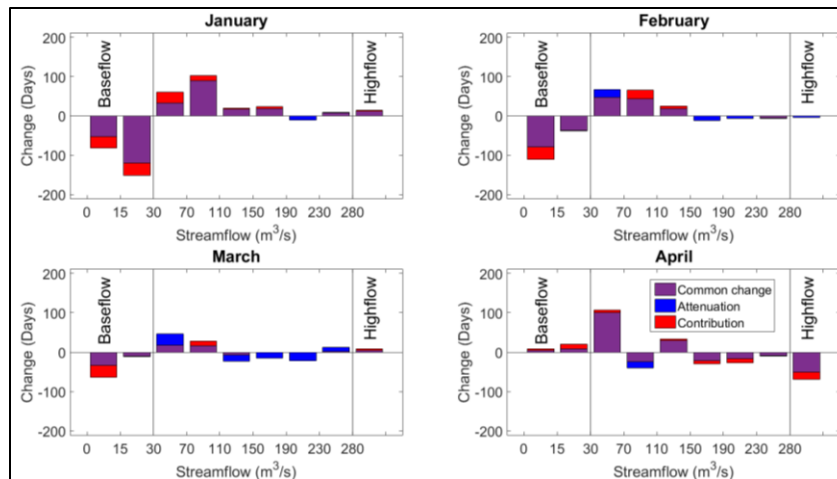 January
200
100
0
-100
-200
Change (Days)
Baseflow
Highflow
0 15 30 70 110 150 190 230 280
Streamflow (m³/s)
February
200
100
0
-100
-200
Change (Days)
Baseflow
Highflow
0 15 30 70 110 150 190 230 280
Streamflow (m³/s)
March
200
100
0
-100
-200
Change (Days)
Baseflow
Highflow
0 15 30 70 110 150 190 230 280
Streamflow (m³/s)
April
200
100
0
-100
-200
Change (Days)
Baseflow
Highflow
Common change
Attenuation
Contribution
0 15 30 70 110 150 190 230 280
Streamflow (m³/s)